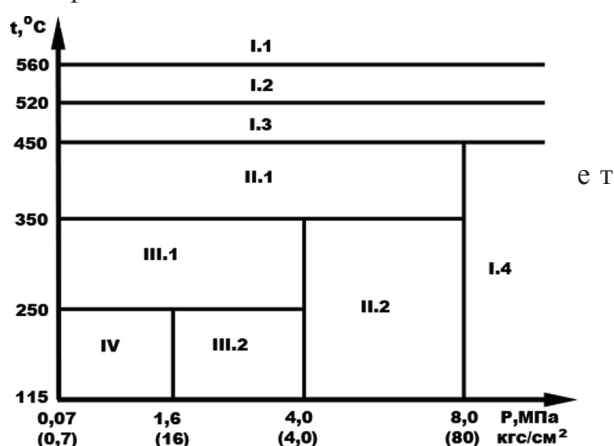 t,°C
I.1
560
I.2
520
I.3
450
II.1
е т
350
III.1
I.4
II.2
250
IV
III.2
115
0,07 1,6 4,0 8,0 P,МПа
(0,7) (16) (4,0) (80) кгс/см²